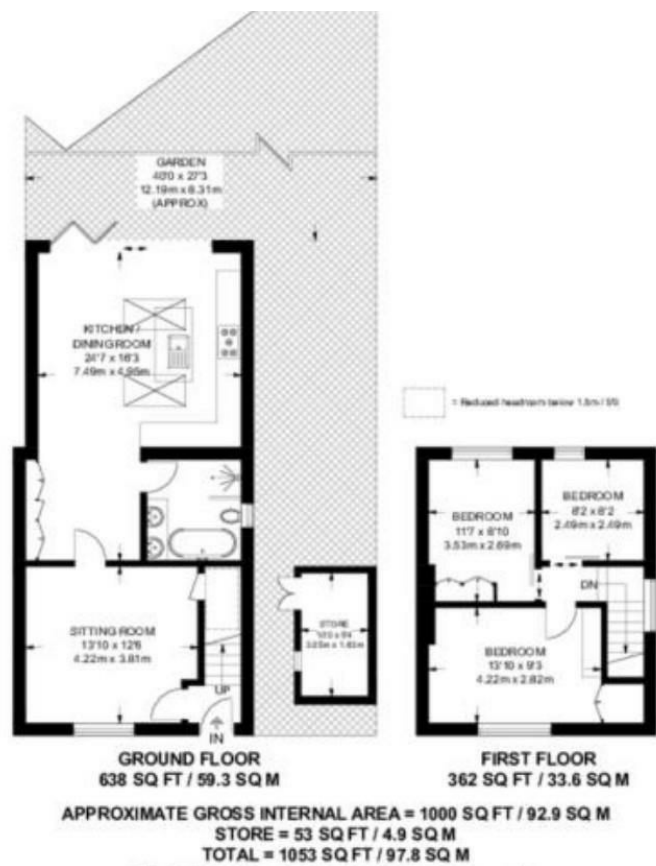 GARDEN
40'0 x 27'3
12.19m x 8.31m
(APPROX)
KITCHEN /
DINING ROOM
24'7 x 16'3
7.49m x 4.95m
= Reduced headroom below 1.5m / 5'0
BEDROOM
11'7 x 8'10
3.53m x 2.69m
BEDROOM
8'2 x 8'2
2.49m x 2.49m
DN
SITTING ROOM
13'10 x 12'6
4.22m x 3.81m
STORE
UP
IN
BEDROOM
13'10 x 9'3
4.22m x 2.82m
GROUND FLOOR
638 SQ FT / 59.3 SQ M
FIRST FLOOR
362 SQ FT / 33.6 SQ M
APPROXIMATE GROSS INTERNAL AREA = 1000 SQ FT / 92.9 SQ M
STORE = 53 SQ FT / 4.9 SQ M
TOTAL = 1053 SQ FT / 97.8 SQ M